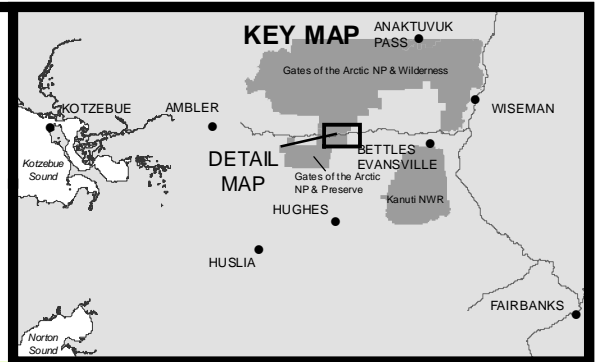 KEY MAP
ANAKTUVUK
PASS
Gates of the Arctic NP & Wilderness
KOTZEBUE
AMBLER
WISEMAN
Kotzebue
Sound
DETAIL
MAP
BETTLES
EVANSVILLE
Gates of the Arctic
NP & Preserve
Kanuti NWR
HUGHES
HUSLIA
FAIRBANKS
Norton
Sound